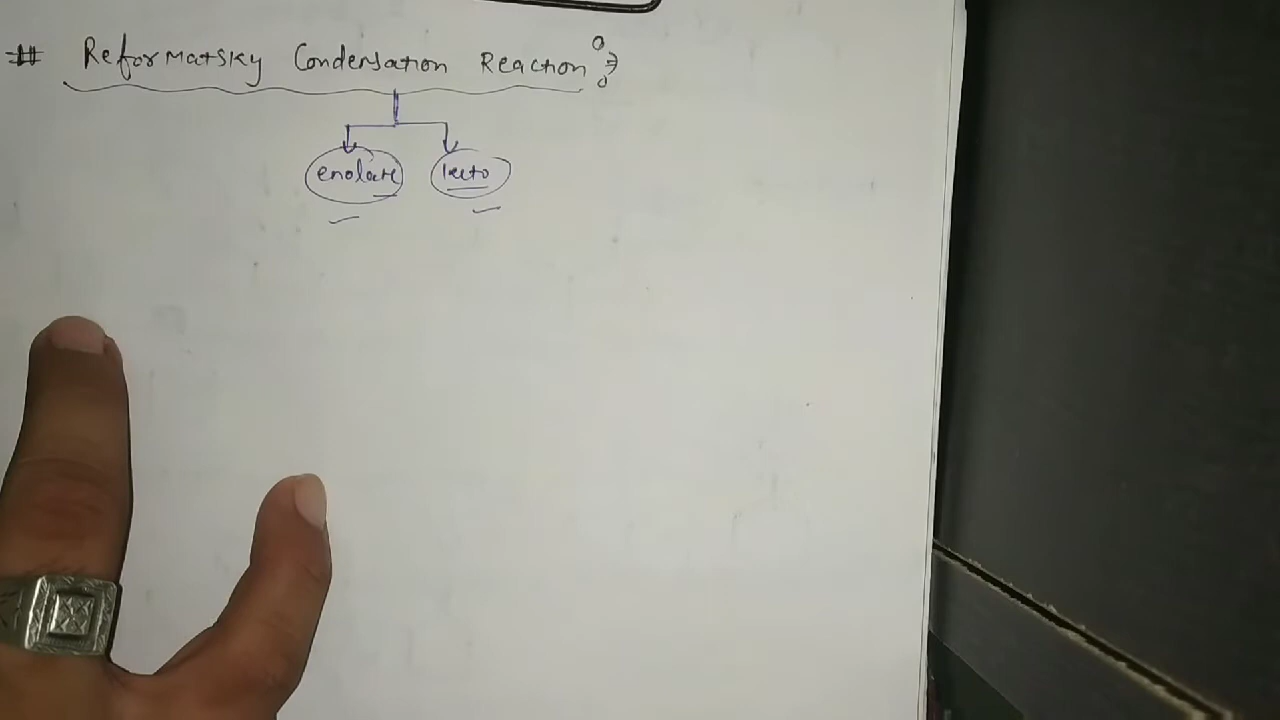 # Reformatsky Condensation Reaction :⇒
enolate keto